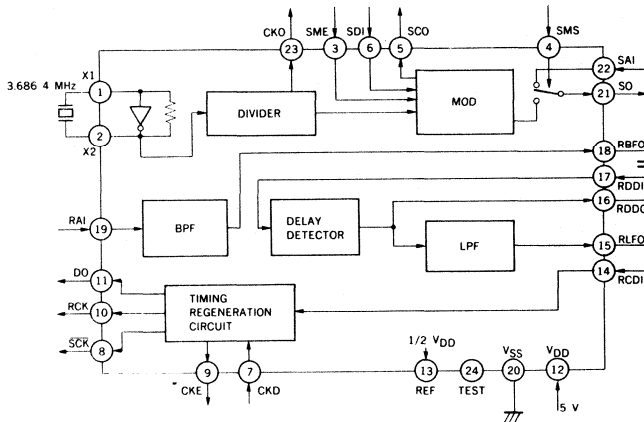 CKO SME SDI SCO SMS
23 3 6 5 4
3.686 4 MHz X1 1
SAI 22
SO 21
DIVIDER
MOD
2 X2
RBFO 18
17 RDDI
RAI 19
BPF
DELAY
DETECTOR
16 RDDO
LPF
RLFO 15
14 RCDI
DO 11
RCK 10
SCK 8
TIMING
REGENERATION
CIRCUIT
1/2 VDD
VSS VDD
9 7 13 24 20 12
CKE CKD REF TEST
5 V